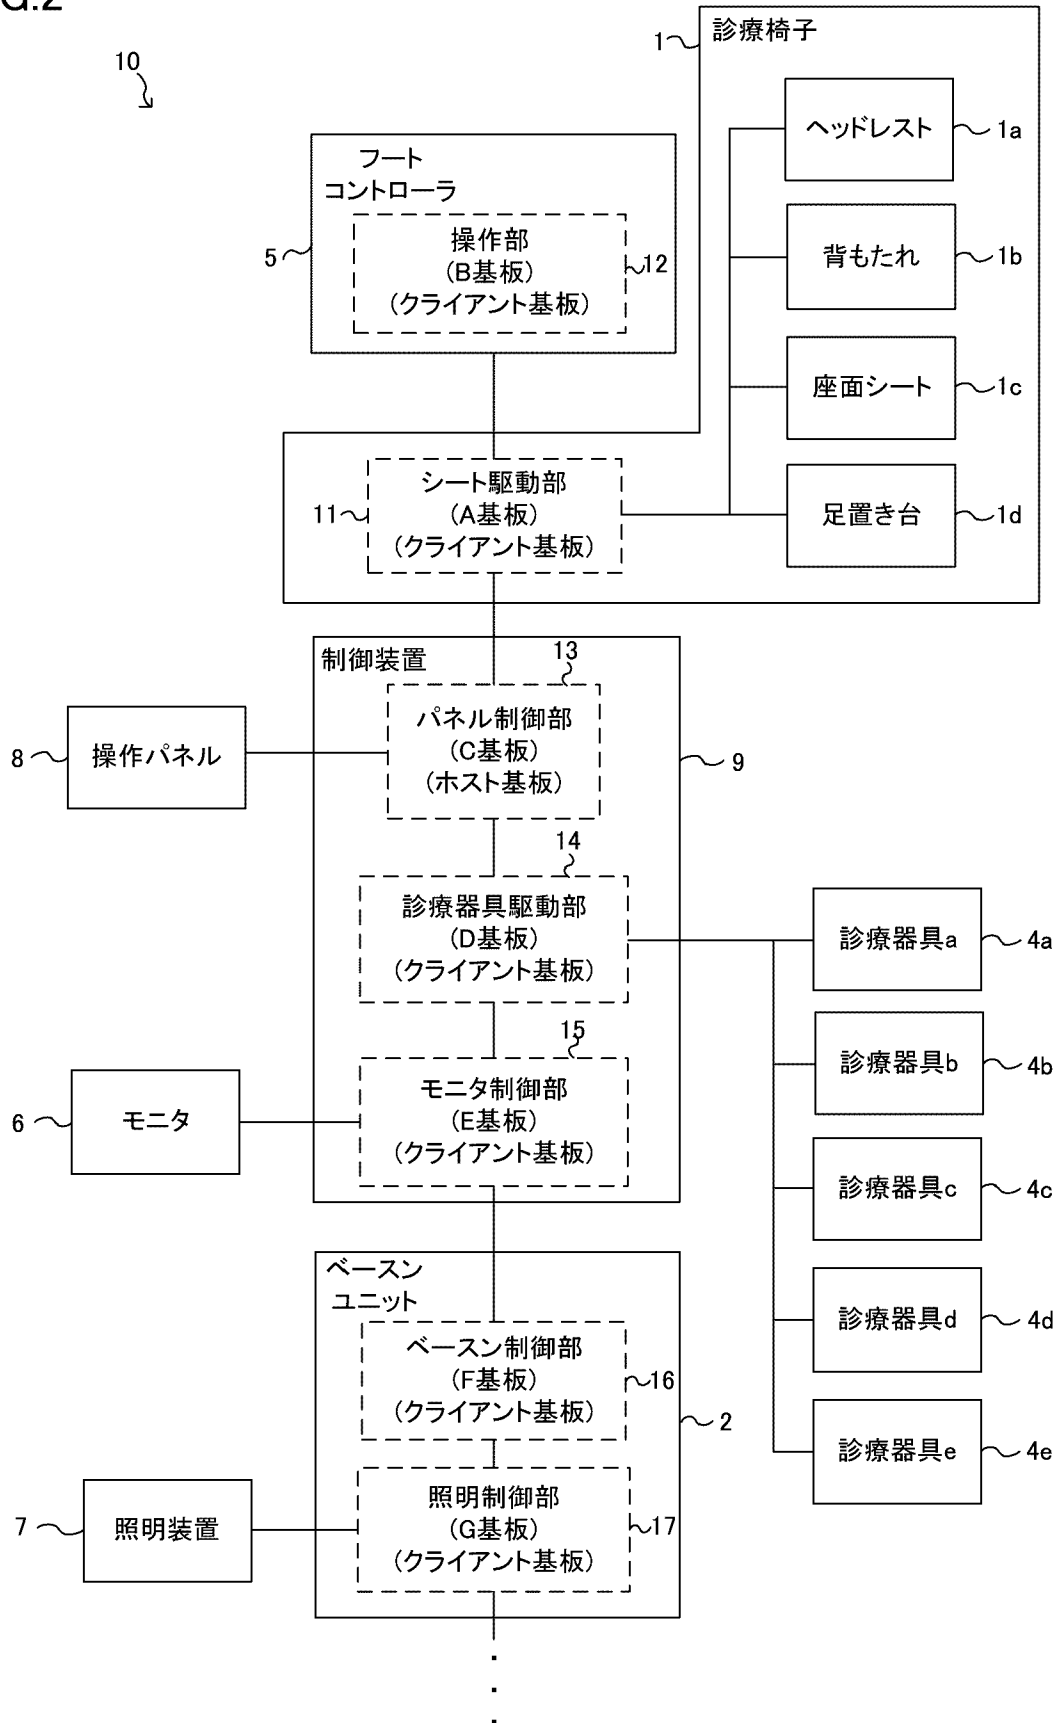 G.2
10
1
診療椅子
ヘッドレスト
1a
背もたれ
1b
座面シート
1c
足置き台
1d
フート
コントローラ
5
操作部
(B基板)
(クライアント基板)
12
シート駆動部
(A基板)
(クライアント基板)
11
制御装置
13
パネル制御部
(C基板)
(ホスト基板)
9
8
操作パネル
14
診療器具駆動部
(D基板)
(クライアント基板)
15
モニタ制御部
(E基板)
(クライアント基板)
6
モニタ
診療器具a
4a
診療器具b
4b
診療器具c
4c
診療器具d
4d
診療器具e
4e
ベースン
ユニット
ベースン制御部
(F基板)
(クライアント基板)
16
2
照明制御部
(G基板)
(クライアント基板)
17
7
照明装置